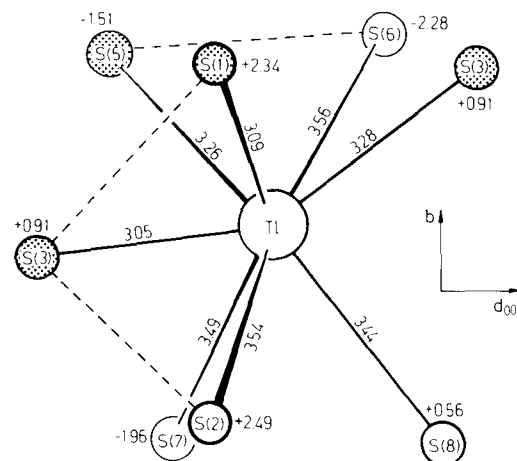 -1.51
S(5)
S(1)
+2.34
S(6)
-2.28
S(3)
+0.91
3.26
3.09
3.56
3.28
Tl
+0.91
S(3)
3.05
b
d00
3.49
3.54
3.44
-1.96
S(7)
S(2)
+2.49
+0.56
S(8)